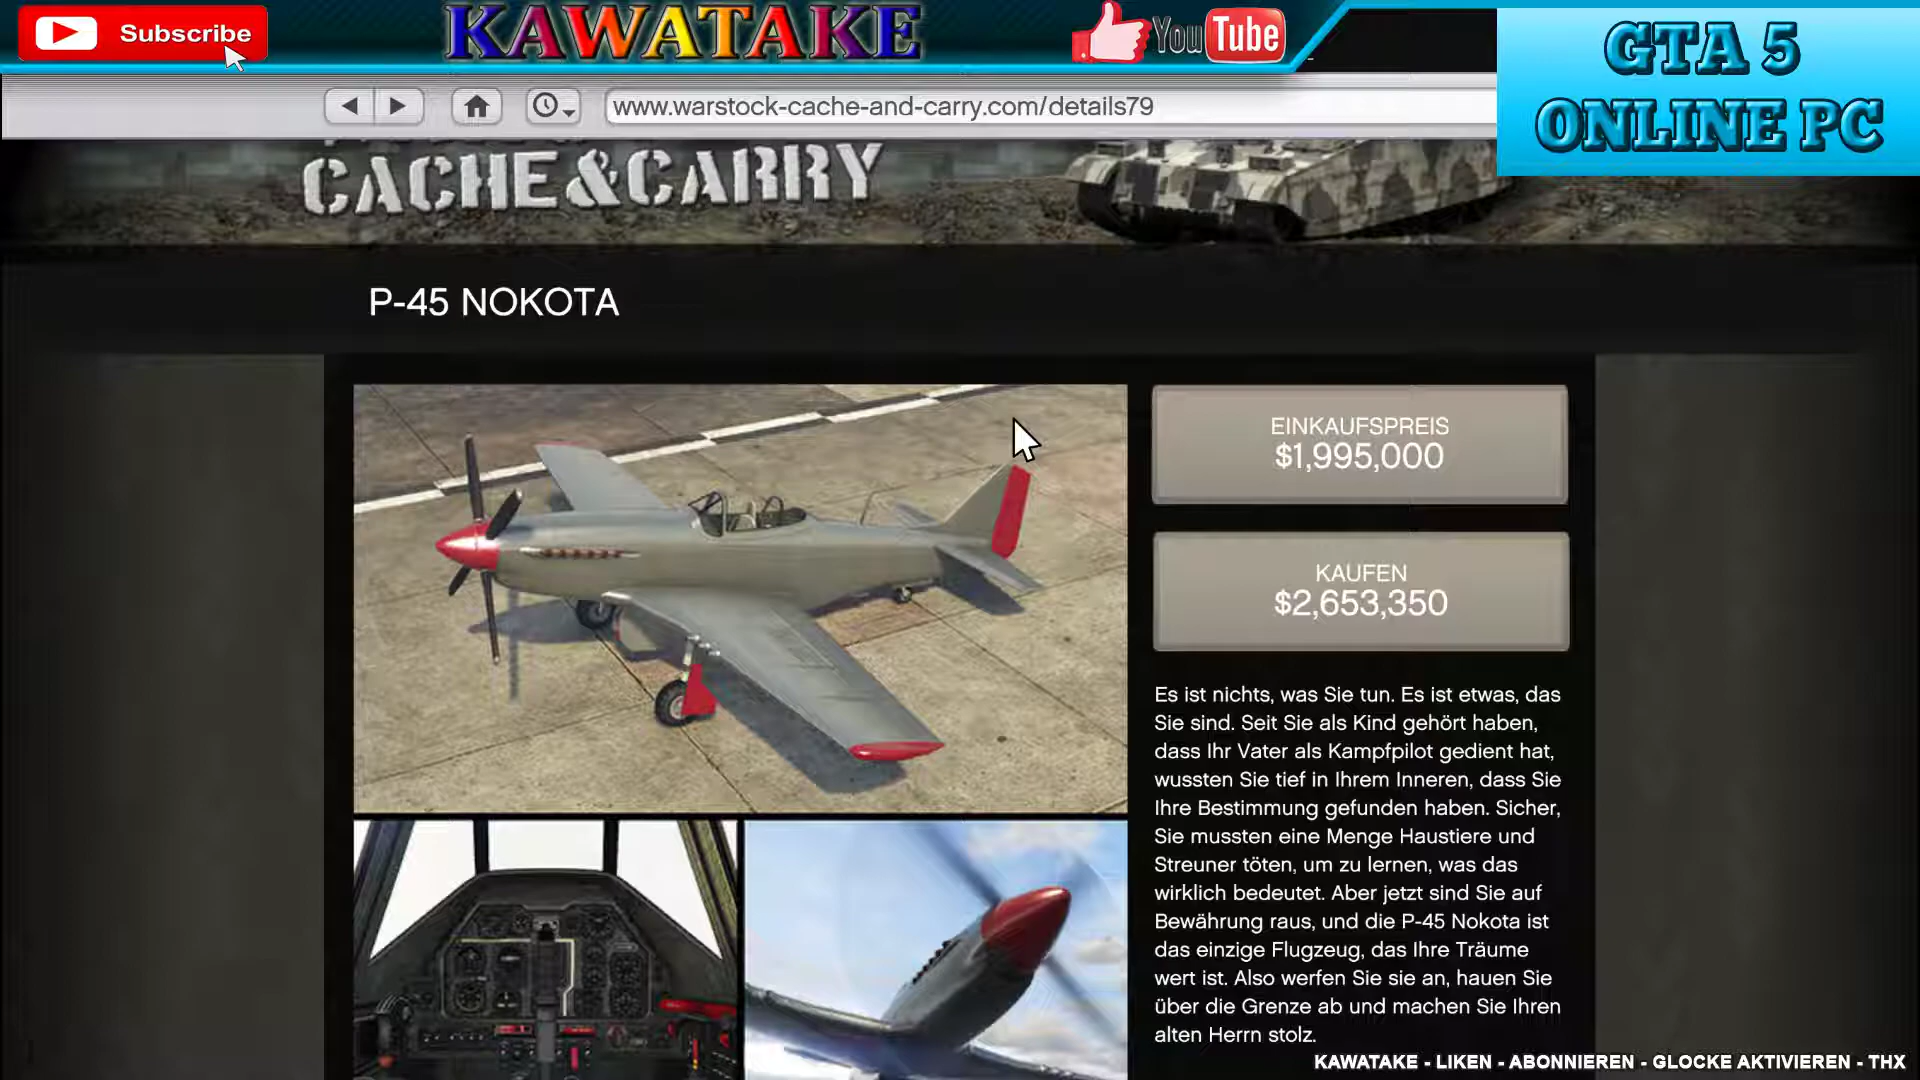 Subscribe
KAWATAKE
YouTube
GTA 5
ONLINE PC
www.warstock-cache-and-carry.com/details79
CACHE&CARRY
P-45 NOKOTA
EINKAUFSPREIS
$1,995,000
KAUFEN
$2,653,350
Es ist nichts, was Sie tun. Es ist etwas, das
Sie sind. Seit Sie als Kind gehört haben,
dass Ihr Vater als Kampfpilot gedient hat,
wussten Sie tief in Ihrem Inneren, dass Sie
Ihre Bestimmung gefunden haben. Sicher,
Sie mussten eine Menge Haustiere und
Streuner töten, um zu lernen, was das
wirklich bedeutet. Aber jetzt sind Sie auf
Bewährung raus, und die P-45 Nokota ist
das einzige Flugzeug, das Ihre Träume
wert ist. Also werfen Sie sie an, hauen Sie
über die Grenze ab und machen Sie Ihren
alten Herrn stolz.
KAWATAKE - LIKEN - ABONNIEREN - GLOCKE AKTIVIEREN - THX